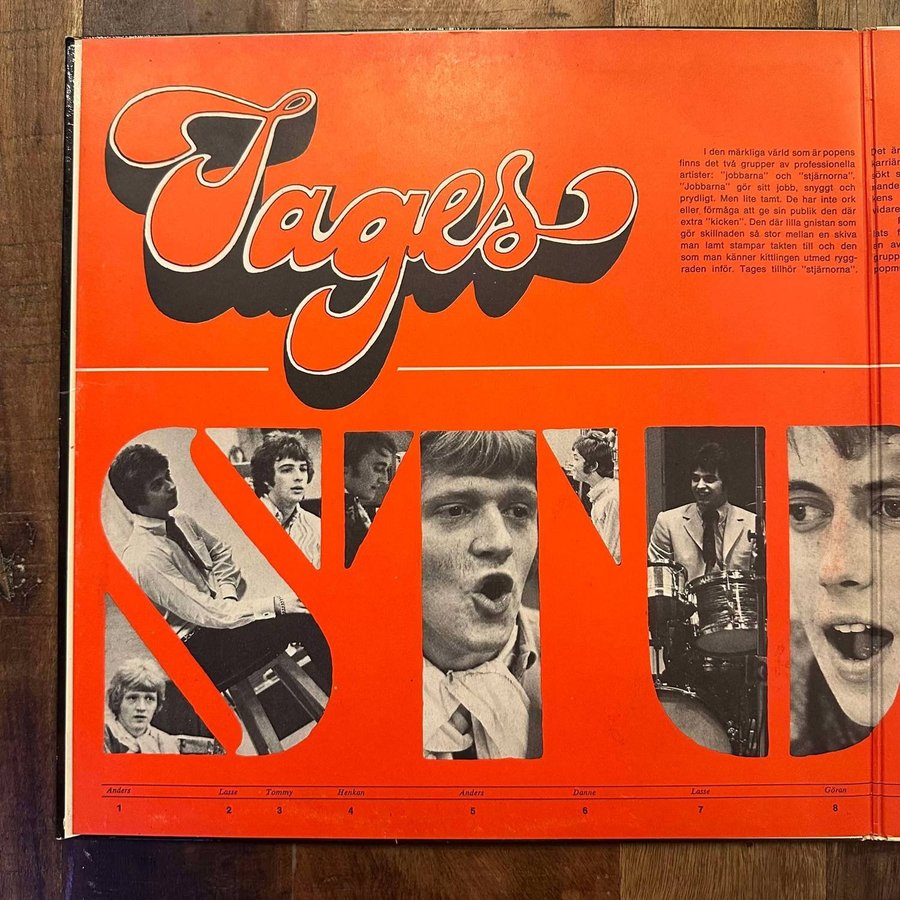 Tages
I den märkliga värld som är popens
finns det två grupper av professionella
artister: "jobbarna" och "stjärnorna".
"Jobbarna" gör sitt jobb, snyggt och
prydligt. Men lite tamt. De har inte ork
eller förmåga att ge sin publik den där
extra "kicken". Den där lilla gnistan som
gör skillnaden så stor mellan en skiva
man lamt stampar takten till och den
som man känner kittlingen utmed rygg-
raden inför. Tages tillhör "stjärnorna".
Det är
vidare
STUD
Anders Lasse Tommy Henkan Anders Danne Lasse Göran
1 2 3 4 5 6 7 8